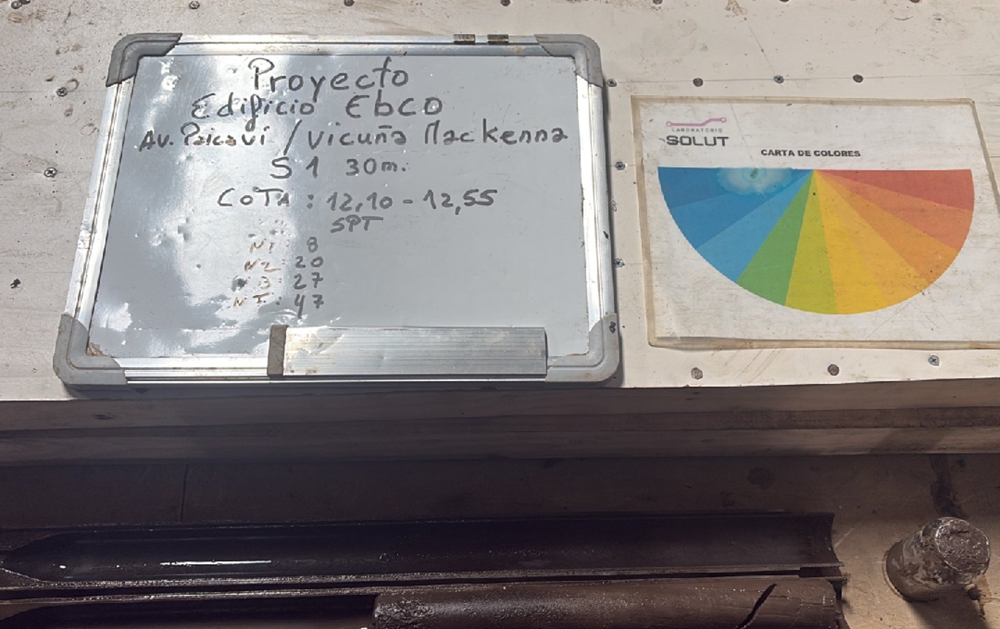 Proyecto
Edificio Ebco
Av. Paicaví / Vicuña Mackenna
S 1 30m.
COTA : 12,10 - 12,55
SPT
N1: 8
N2: 20
N3: 27
NT: 47
LABORATORIO
SOLUT
CARTA DE COLORES